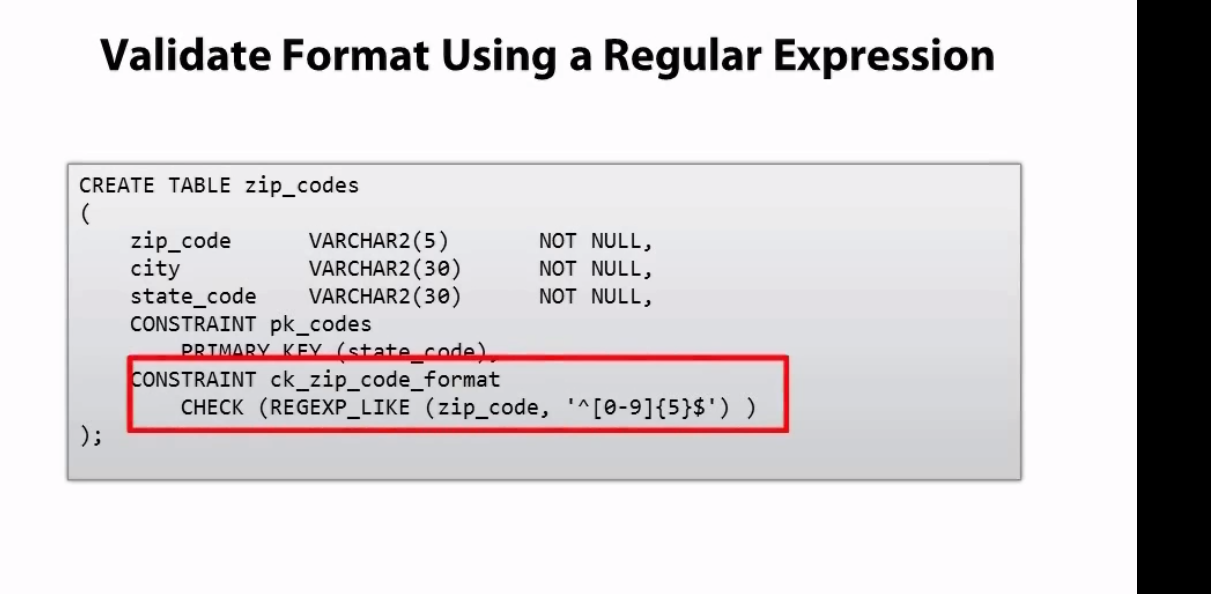 Validate Format Using a Regular Expression
CREATE TABLE zip_codes
(
zip_code VARCHAR2(5) NOT NULL,
city VARCHAR2(30) NOT NULL,
state_code VARCHAR2(30) NOT NULL,
CONSTRAINT pk_codes
PRIMARY KEY (state_code),
CONSTRAINT ck_zip_code_format
CHECK (REGEXP_LIKE (zip_code, '^[0-9]{5}$') )
);